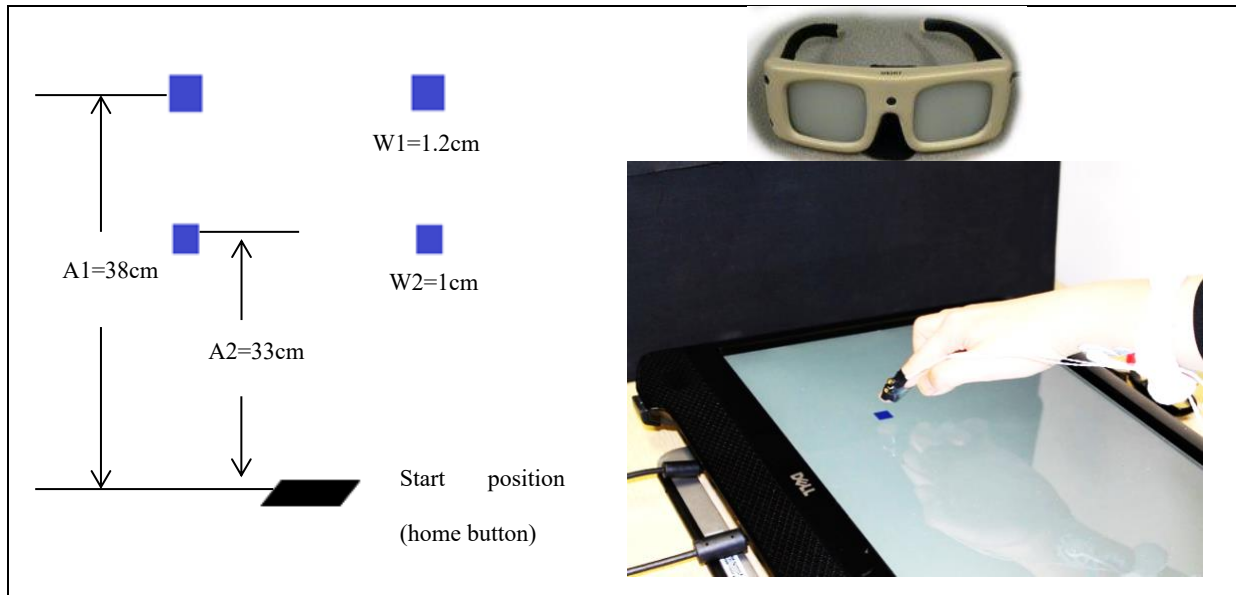 W1=1.2cm
A1=38cm
W2=1cm
A2=33cm
Start position
(home button)
DELL